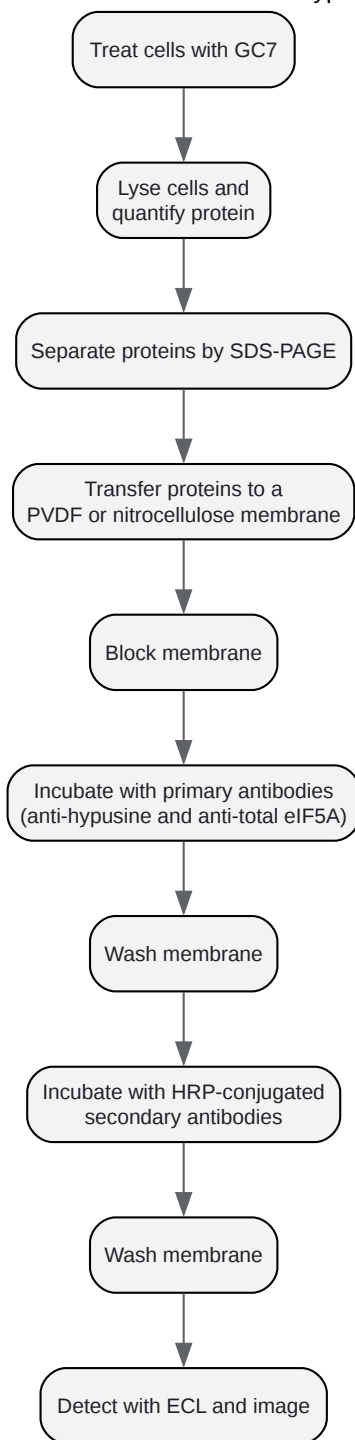 Treat cells with GC7
Lyse cells and
quantify protein
Separate proteins by SDS-PAGE
Transfer proteins to a
PVDF or nitrocellulose membrane
Block membrane
Incubate with primary antibodies
(anti-hypusine and anti-total eIF5A)
Wash membrane
Incubate with HRP-conjugated
secondary antibodies
Wash membrane
Detect with ECL and image